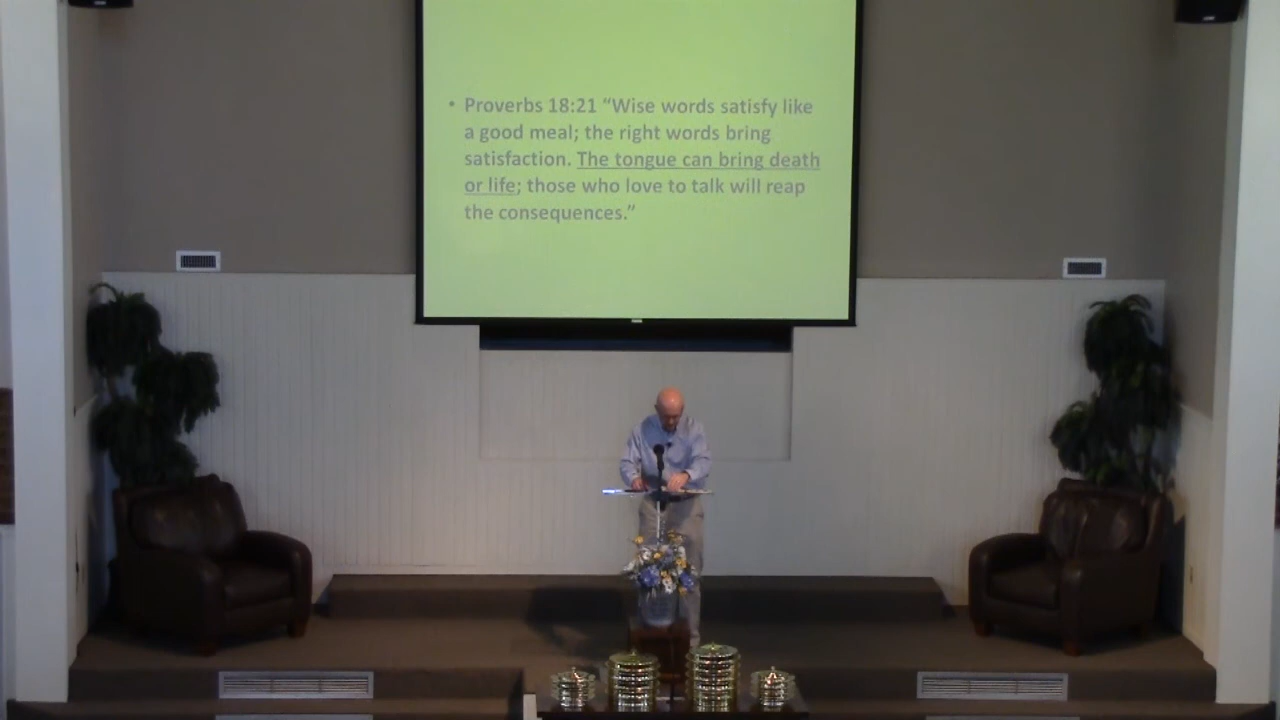 • Proverbs 18:21 “Wise words satisfy like
a good meal; the right words bring
satisfaction. The tongue can bring death
or life; those who love to talk will reap
the consequences.”